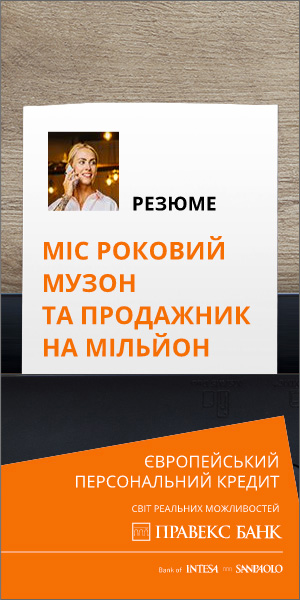 РЕЗЮМЕ
МІС РОКОВИЙ
МУЗОН
ТА ПРОДАЖНИК
НА МІЛЬЙОН
ЄВРОПЕЙСЬКИЙ
ПЕРСОНАЛЬНИЙ КРЕДИТ
СВІТ РЕАЛЬНИХ МОЖЛИВОСТЕЙ
ПРАВЕКС БАНК
Bank of INTESA SANPAOLO